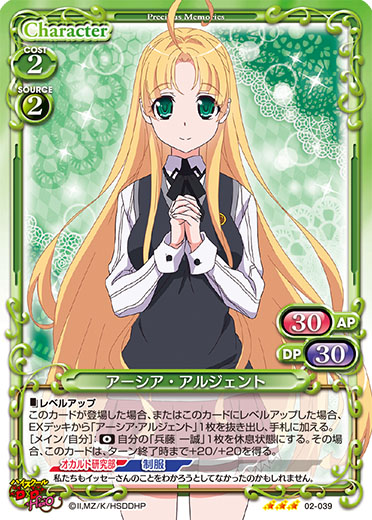 Precious Memories
Character
COST
2
SOURCE
2
30 AP
DP 30
アーシア・アルジェント
■レベルアップ
このカードが登場した場合、またはこのカードにレベルアップした場合、
EXデッキから「アーシア・アルジェント」1枚を抜き出し、手札に加える。
[メイン/自分]：自分の「兵藤 一誠」1枚を休息状態にする。その場
合、このカードは、ターン終了時まで+20/+20を得る。
オカルト研究部 制服
私たちもイッセーさんのことをわかろうとしてなかったのかもしれません。
ハイスクール
©II,MZ/K/HSDDHP
02-039